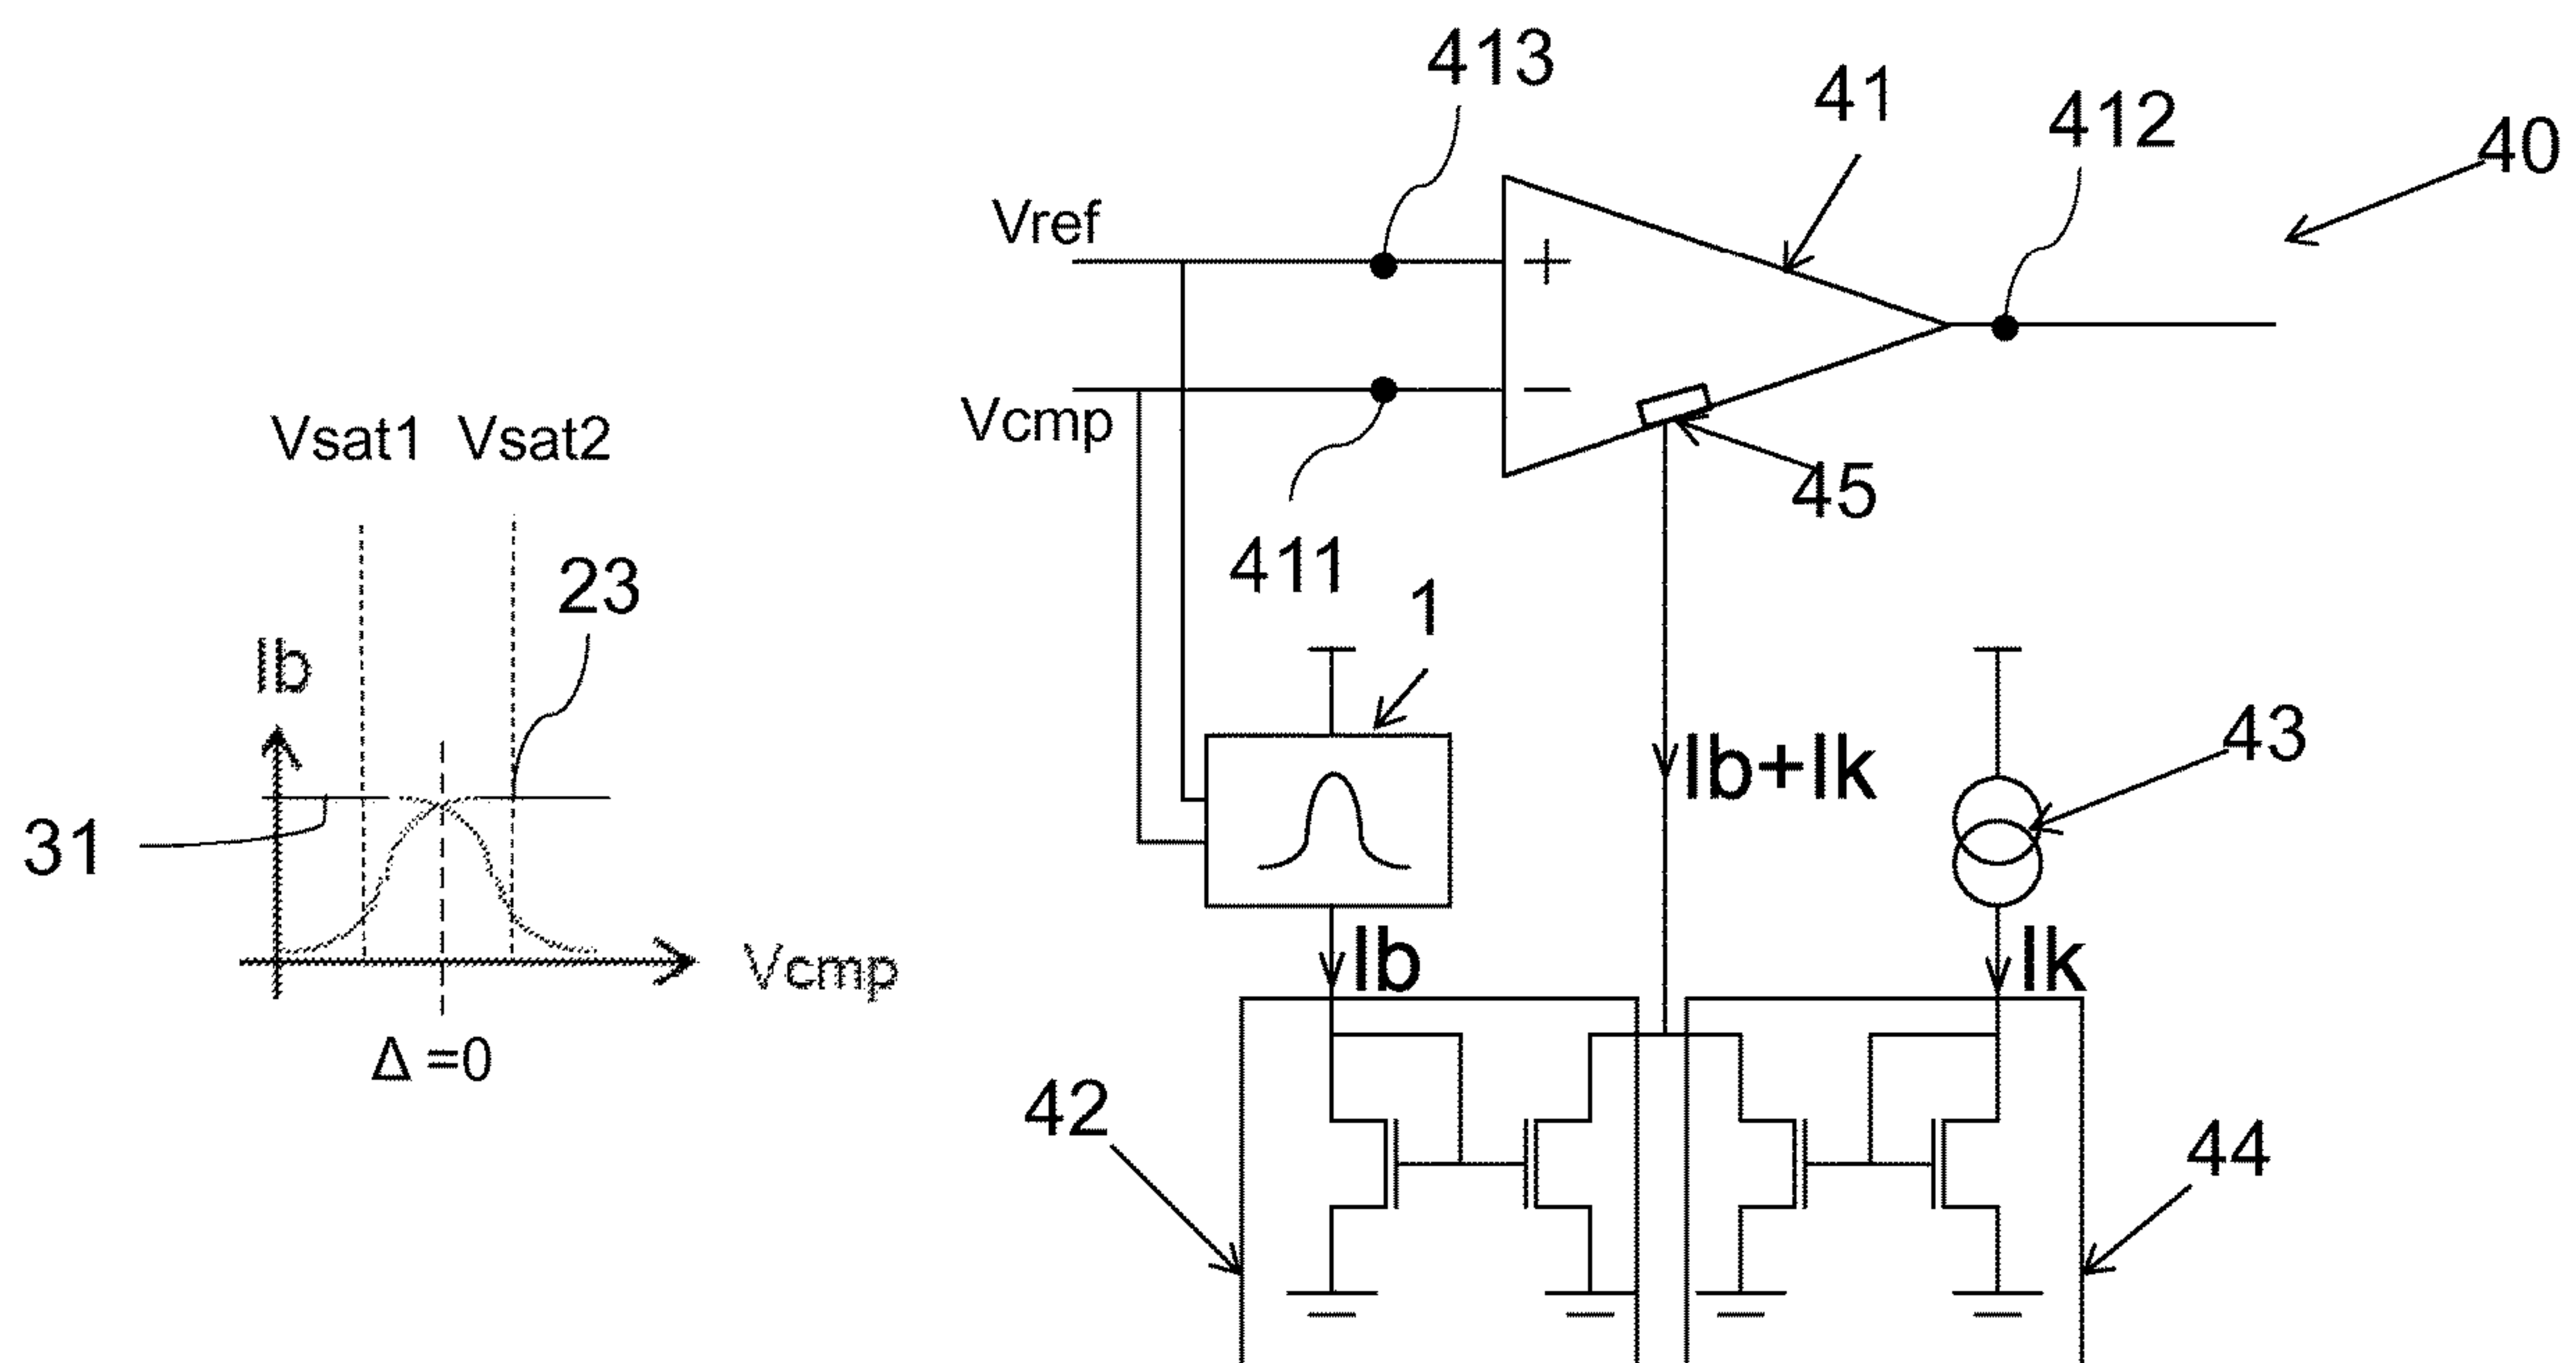 413
41
412
40
Vref
+
Vcmp
−
45
411
Vsat1 Vsat2
23
1
Ib
31
Ib+Ik
43
Ib
Ik
Vcmp
Δ =0
42
44